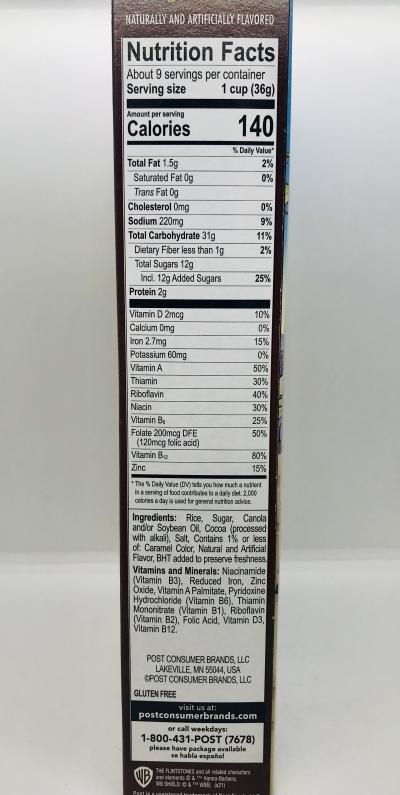 NATURALLY AND ARTIFICIALLY FLAVORED
Nutrition Facts
About 9 servings per container
Serving size 1 cup (36g)
Amount per serving
Calories 140
% Daily Value*
Total Fat 1.5g 2%
Saturated Fat 0g 0%
Trans Fat 0g
Cholesterol 0mg 0%
Sodium 220mg 9%
Total Carbohydrate 31g 11%
Dietary Fiber less than 1g 2%
Total Sugars 12g
Incl. 12g Added Sugars 25%
Protein 2g
Vitamin D 2mcg 10%
Calcium 0mg 0%
Iron 2.7mg 15%
Potassium 60mg 0%
Vitamin A 50%
Thiamin 30%
Riboflavin 40%
Niacin 30%
Vitamin B6 25%
Folate 200mcg DFE 50%
(120mcg folic acid)
Vitamin B12 80%
Zinc 15%
* The % Daily Value (DV) tells you how much a nutrient
in a serving of food contributes to a daily diet. 2,000
calories a day is used for general nutrition advice.
Ingredients: Rice, Sugar, Canola
and/or Soybean Oil, Cocoa (processed
with alkali), Salt, Contains 1% or less
of: Caramel Color, Natural and Artificial
Flavor, BHT added to preserve freshness.
Vitamins and Minerals: Niacinamide
(Vitamin B3), Reduced Iron, Zinc
Oxide, Vitamin A Palmitate, Pyridoxine
Hydrochloride (Vitamin B6), Thiamin
Mononitrate (Vitamin B1), Riboflavin
(Vitamin B2), Folic Acid, Vitamin D3,
Vitamin B12.
POST CONSUMER BRANDS, LLC
LAKEVILLE, MN 55044, USA
©POST CONSUMER BRANDS, LLC
GLUTEN FREE
visit us at:
postconsumerbrands.com
or call weekdays:
1-800-431-POST (7678)
please have package available
se habla español
WB
THE FLINTSTONES and all related characters
and elements © & ™ Hanna-Barbera.
WB SHIELD: © & ™ WBEI. (s21)